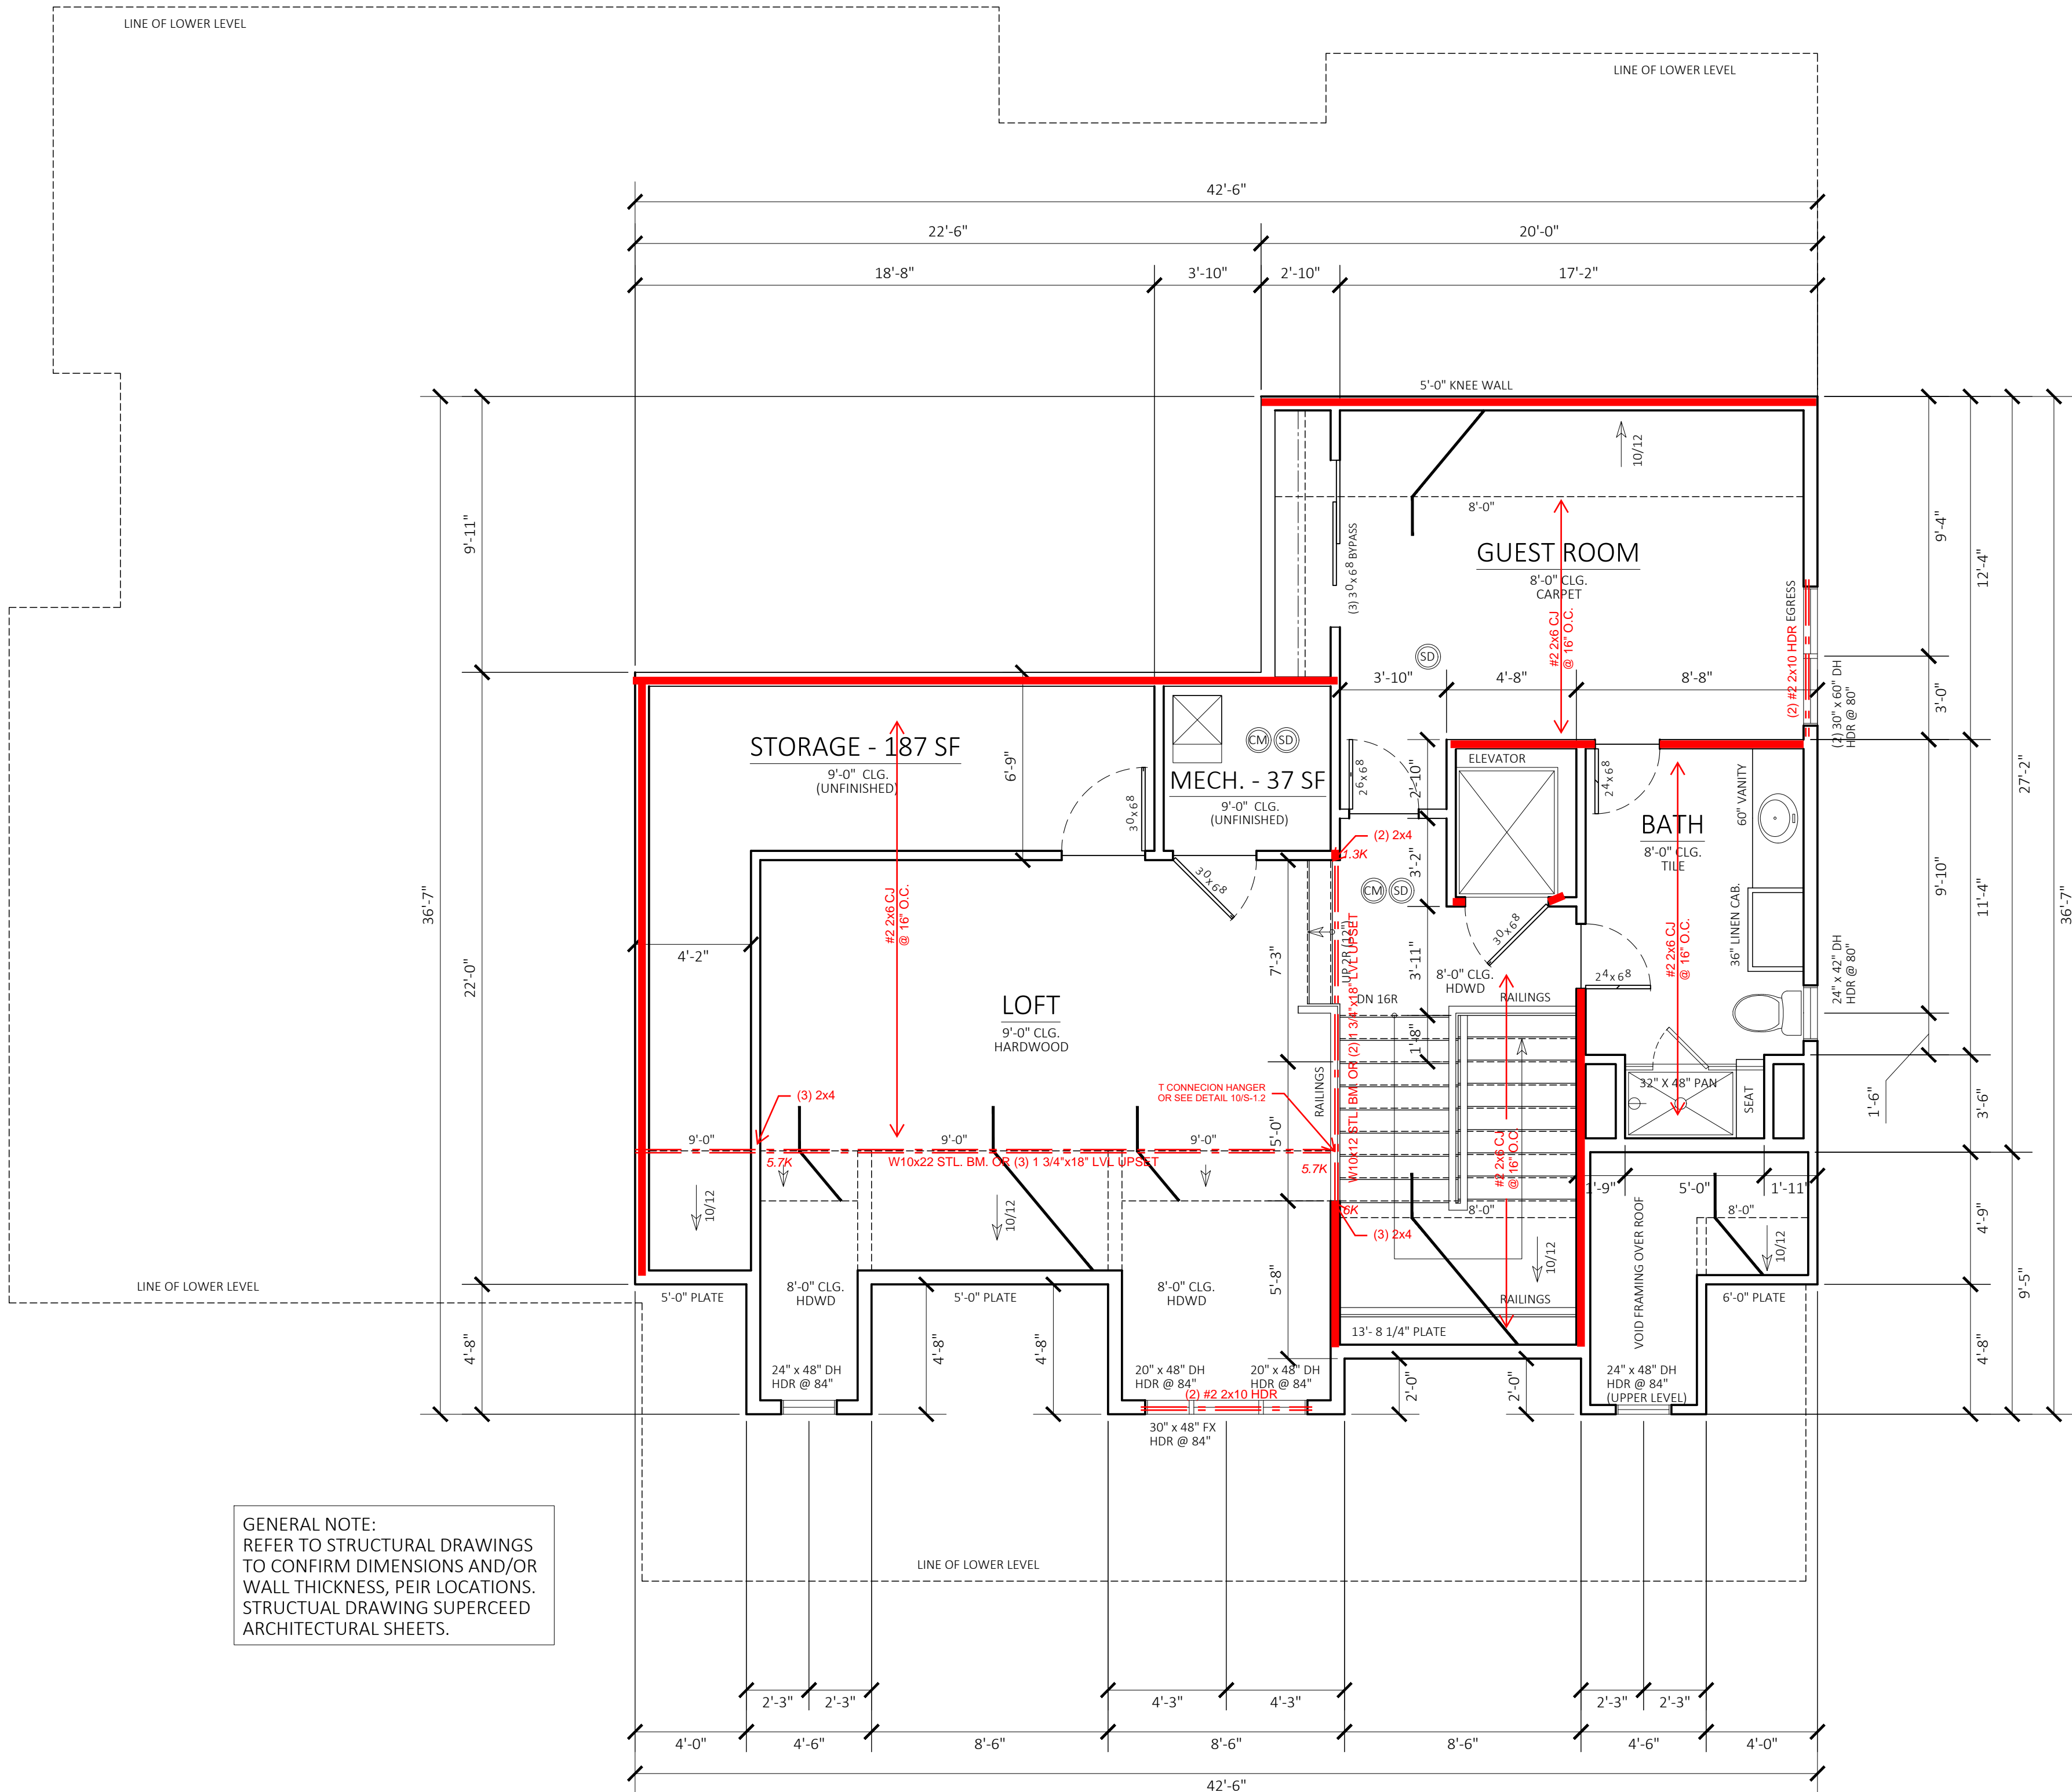 LINE OF LOWER LEVEL
LINE OF LOWER LEVEL
42'-6"
22'-6"
20'-0"
18'-8"
3'-10"
2'-10"
17'-2"
5'-0" KNEE WALL
10/12
8'-0"
9'-11"
9'-4"
12'-4"
(3) 3⁰x6⁸ BYPASS
GUEST ROOM
8'-0" CLG.
CARPET
#2 2x6 CJ
@ 16" O.C.
EGRESS
(2) #2 2x10 HDR
(2) 30" x 60" DH
HDR @ 80"
SD
3'-10"
4'-8"
8'-8"
3'-0"
27'-2"
STORAGE - 187 SF
9'-0" CLG.
(UNFINISHED)
6'-9"
3⁰x6⁸
CM
SD
MECH. - 37 SF
9'-0" CLG.
(UNFINISHED)
3⁰x6⁸
2⁶x6⁸
2'-10"
ELEVATOR
2⁴x6⁸
60" VANITY
BATH
8'-0" CLG.
TILE
(2) 2x4
1.3K
3'-2"
CM
SD
36'-7"
36'-7"
#2 2x6 CJ
@ 16" O.C.
4'-2"
22'-0"
9'-10"
11'-4"
36" LINEN CAB.
#2 2x6 CJ
@ 16" O.C.
24" x 42" DH
HDR @ 80"
UP 2R (12")
7'-3"
3'-11"
3⁰x6⁸
8'-0" CLG.
HDWD
2⁴x6⁸
LOFT
9'-0" CLG.
HARDWOOD
DN 16R
RAILINGS
1'-8"
W10x12 STL. BM. OR (2) 1 3/4"x18" LVL UPSET
T CONNECION HANGER
OR SEE DETAIL 10/S-1.2
RAILINGS
(3) 2x4
32" X 48" PAN
SEAT
1'-6"
3'-6"
5'-0"
9'-0"
9'-0"
9'-0"
5.7K
W10x22 STL. BM. OR (3) 1 3/4"x18" LVL UPSET
5.7K
#2 2x6 CJ
@ 16" O.C.
1'-9"
5'-0"
1'-11"
10/12
10/12
8'-0"
8'-0"
(3) 2x4
VOID FRAMING OVER ROOF
10/12
10/12
4'-9"
9'-5"
LINE OF LOWER LEVEL
5'-0" PLATE
8'-0" CLG.
HDWD
5'-0" PLATE
8'-0" CLG.
HDWD
5'-8"
RAILINGS
6'-0" PLATE
13'- 8 1/4" PLATE
4'-8"
4'-8"
4'-8"
4'-8"
24" x 48" DH
HDR @ 84"
20" x 48" DH
HDR @ 84"
20" x 48" DH
HDR @ 84"
(2) #2 2x10 HDR
2'-0"
2'-0"
24" x 48" DH
HDR @ 84"
(UPPER LEVEL)
30" x 48" FX
HDR @ 84"
GENERAL NOTE:
REFER TO STRUCTURAL DRAWINGS
TO CONFIRM DIMENSIONS AND/OR
WALL THICKNESS, PEIR LOCATIONS.
STRUCTUAL DRAWING SUPERCEED
ARCHITECTURAL SHEETS.
LINE OF LOWER LEVEL
2'-3"
2'-3"
4'-3"
4'-3"
2'-3"
2'-3"
4'-0"
4'-6"
8'-6"
8'-6"
8'-6"
4'-6"
4'-0"
42'-6"